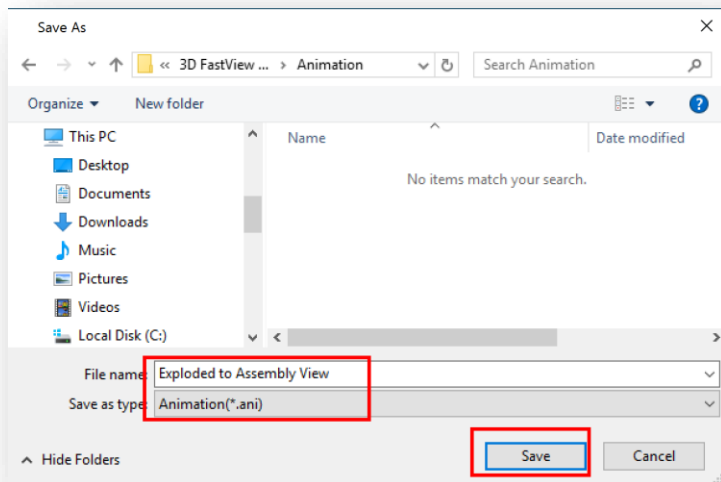 Save As
« 3D FastView ... › Animation
Search Animation
Organize
New folder
This PC
Desktop
Documents
Downloads
Music
Pictures
Videos
Local Disk (C:)
Name
Date modified
No items match your search.
File name: Exploded to Assembly View
Save as type: Animation(*.ani)
Hide Folders
Save
Cancel